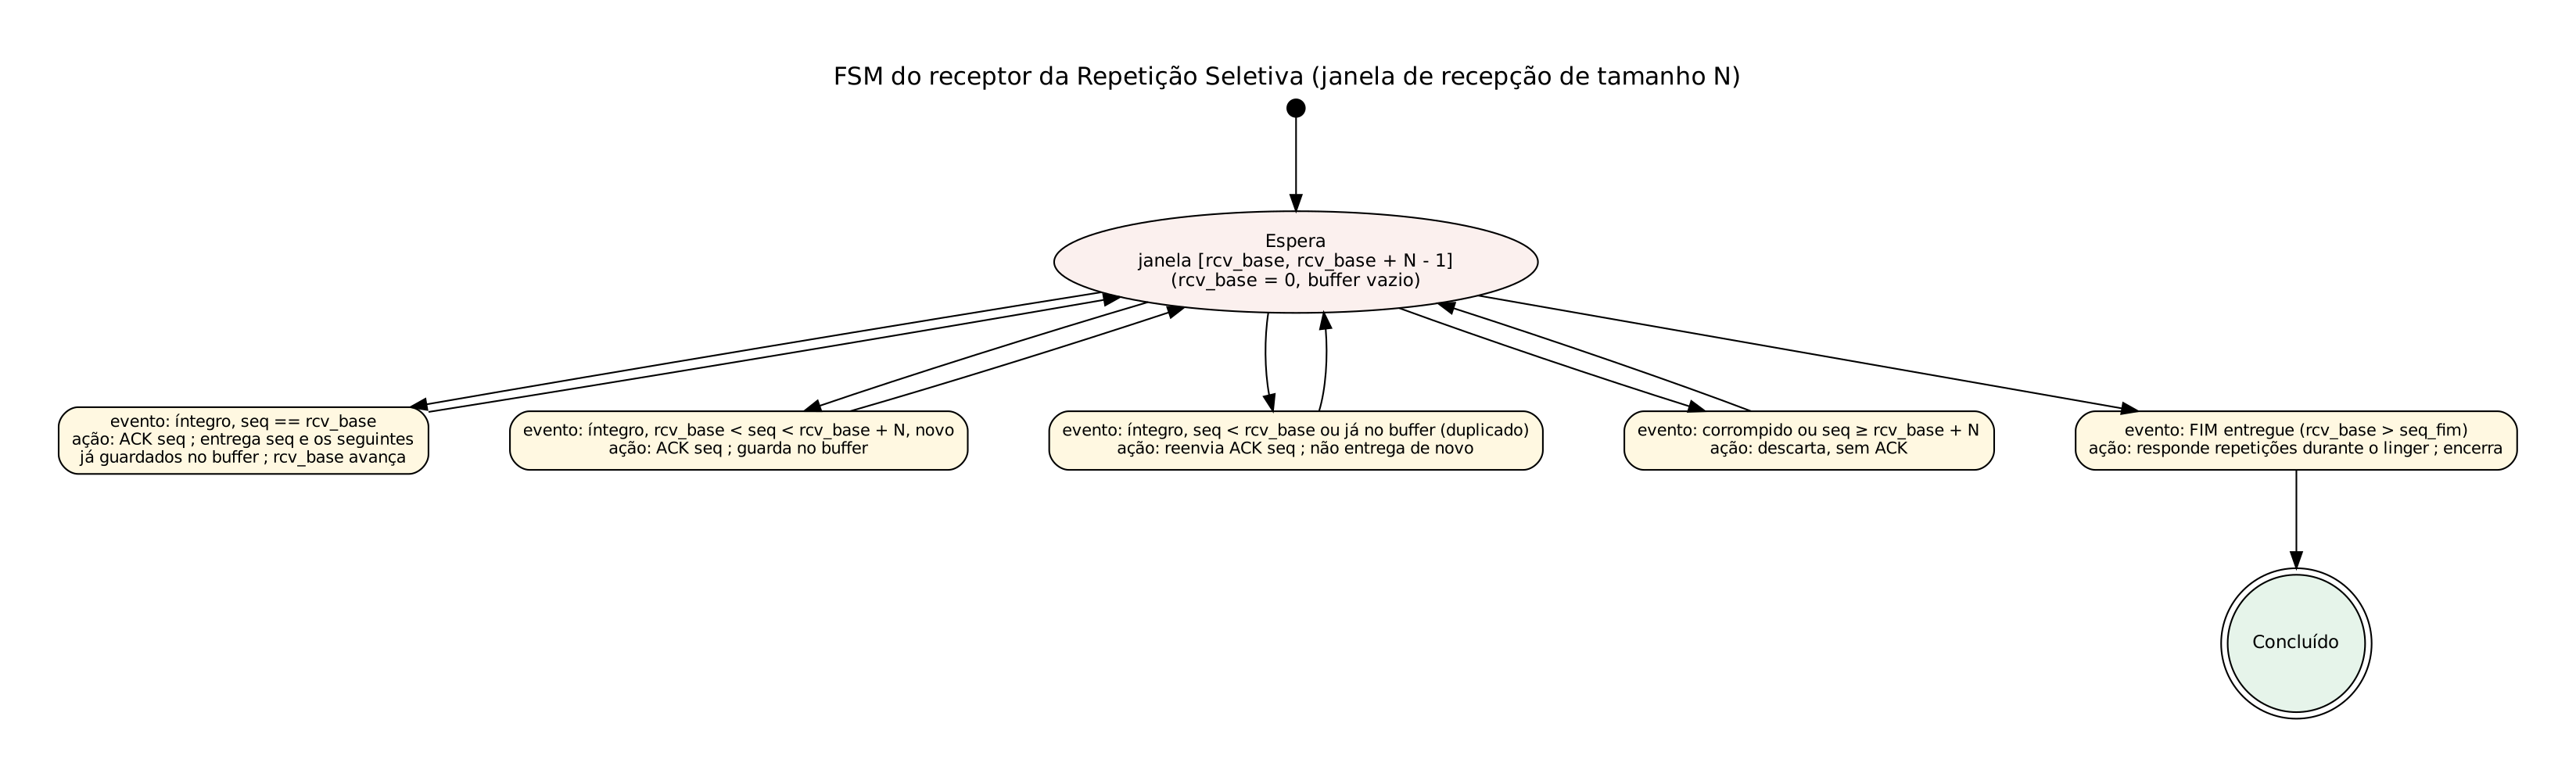 FSM do receptor da Repetição Seletiva (janela de recepção de tamanho N)
Espera
janela [rcv_base, rcv_base + N - 1]
(rcv_base = 0, buffer vazio)
evento: íntegro, seq == rcv_base
ação: ACK seq ; entrega seq e os seguintes
já guardados no buffer ; rcv_base avança
evento: íntegro, rcv_base < seq < rcv_base + N, novo
ação: ACK seq ; guarda no buffer
evento: íntegro, seq < rcv_base ou já no buffer (duplicado)
ação: reenvia ACK seq ; não entrega de novo
evento: corrompido ou seq ≥ rcv_base + N
ação: descarta, sem ACK
evento: FIM entregue (rcv_base > seq_fim)
ação: responde repetições durante o linger ; encerra
Concluído